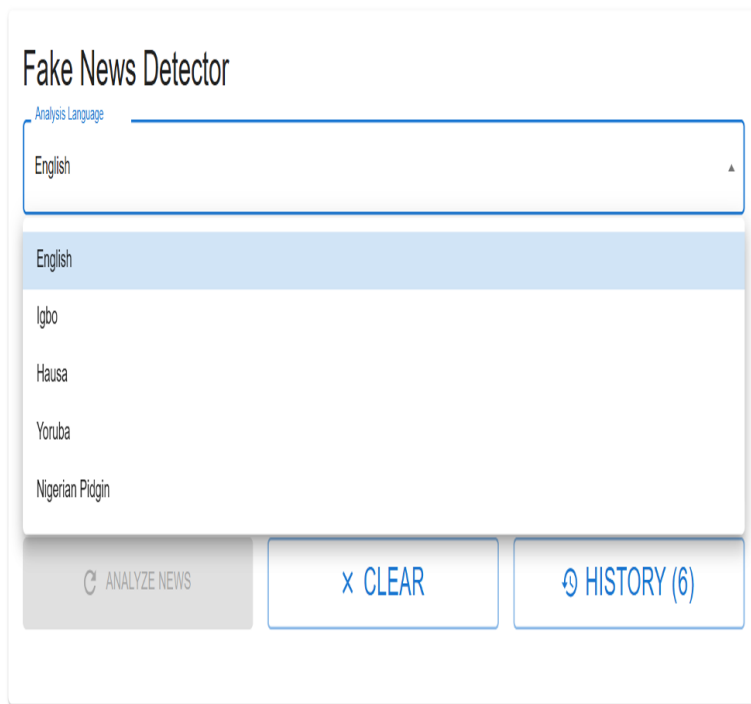 Fake News Detector
Analysis Language
English
English
Igbo
Hausa
Yoruba
Nigerian Pidgin
ANALYZE NEWS
CLEAR
HISTORY (6)